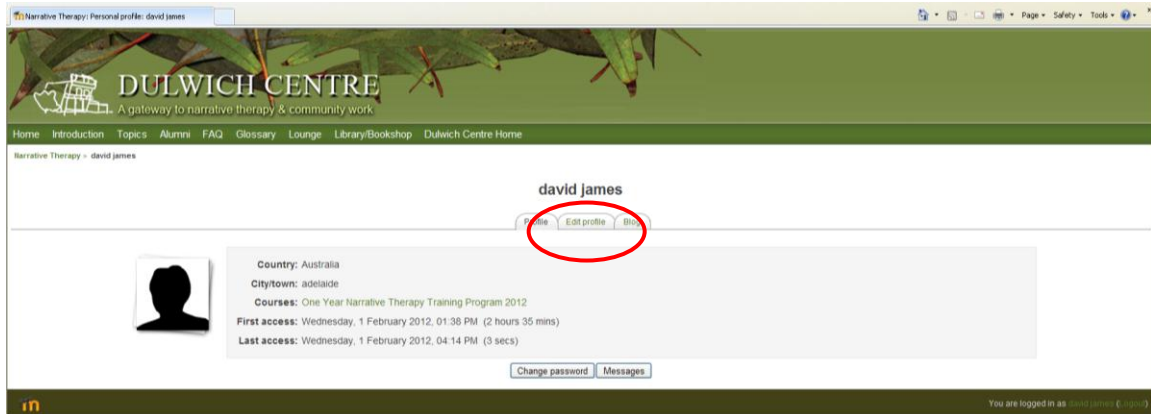 Narrative Therapy: Personal profile: david james
Page Safety Tools
DULWICH CENTRE
A gateway to narrative therapy & community work
Home Introduction Topics Alumni FAQ Glossary Lounge Library/Bookshop Dulwich Centre Home
Narrative Therapy » david james
david james
Profile Edit profile Blog
Country: Australia
City/town: adelaide
Courses: One Year Narrative Therapy Training Program 2012
First access: Wednesday, 1 February 2012, 01:38 PM (2 hours 35 mins)
Last access: Wednesday, 1 February 2012, 04:14 PM (3 secs)
Change password Messages
You are logged in as david james (Logout)